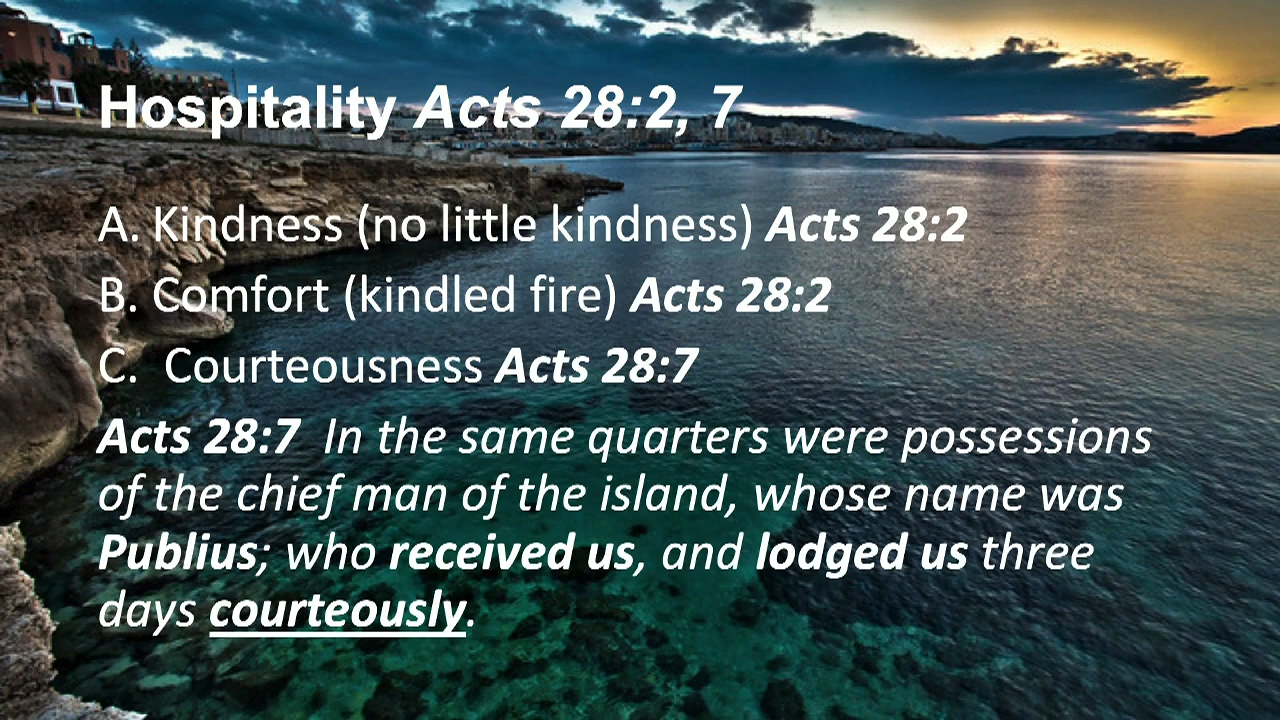 Hospitality Acts 28:2, 7
A. Kindness (no little kindness) Acts 28:2
B. Comfort (kindled fire) Acts 28:2
C. Courteousness Acts 28:7
Acts 28:7 In the same quarters were possessions
of the chief man of the island, whose name was
Publius; who received us, and lodged us three
days courteously.